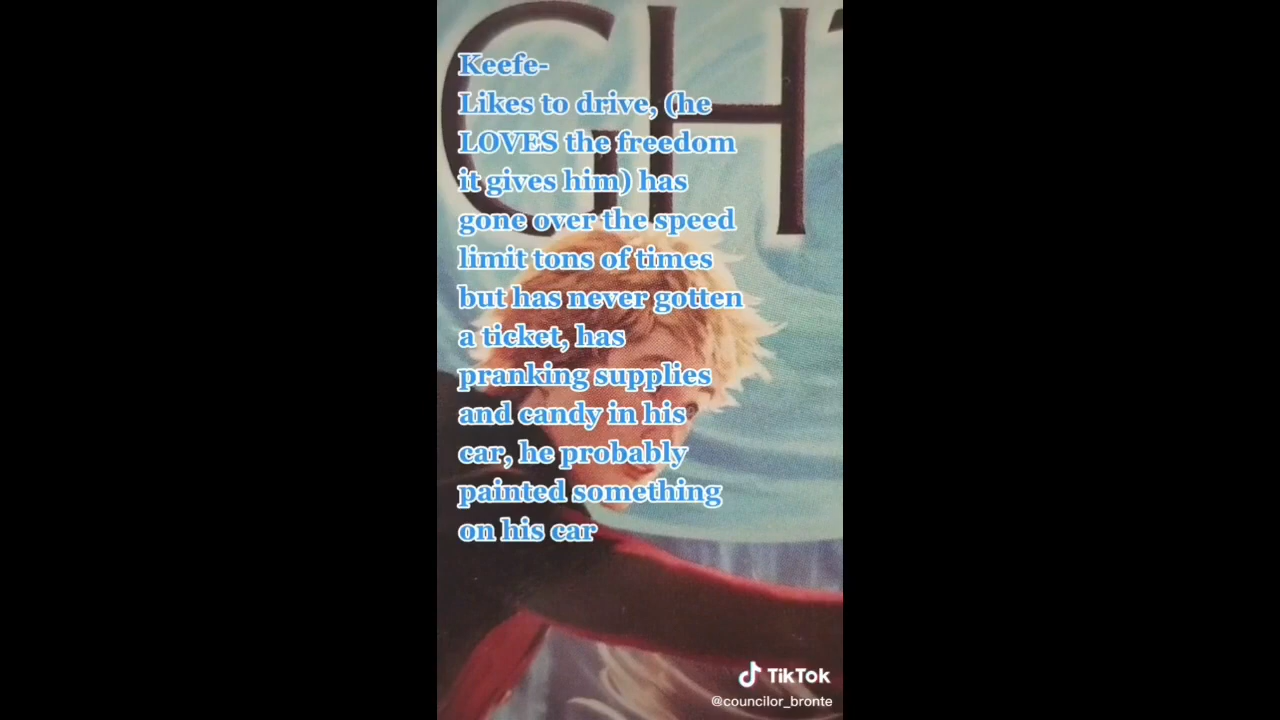 GHT
Keefe-
Likes to drive, (he
LOVES the freedom
it gives him) has
gone over the speed
limit tons of times
but has never gotten
a ticket, has
pranking supplies
and candy in his
car, he probably
painted something
on his car
TikTok
@councilor_bronte